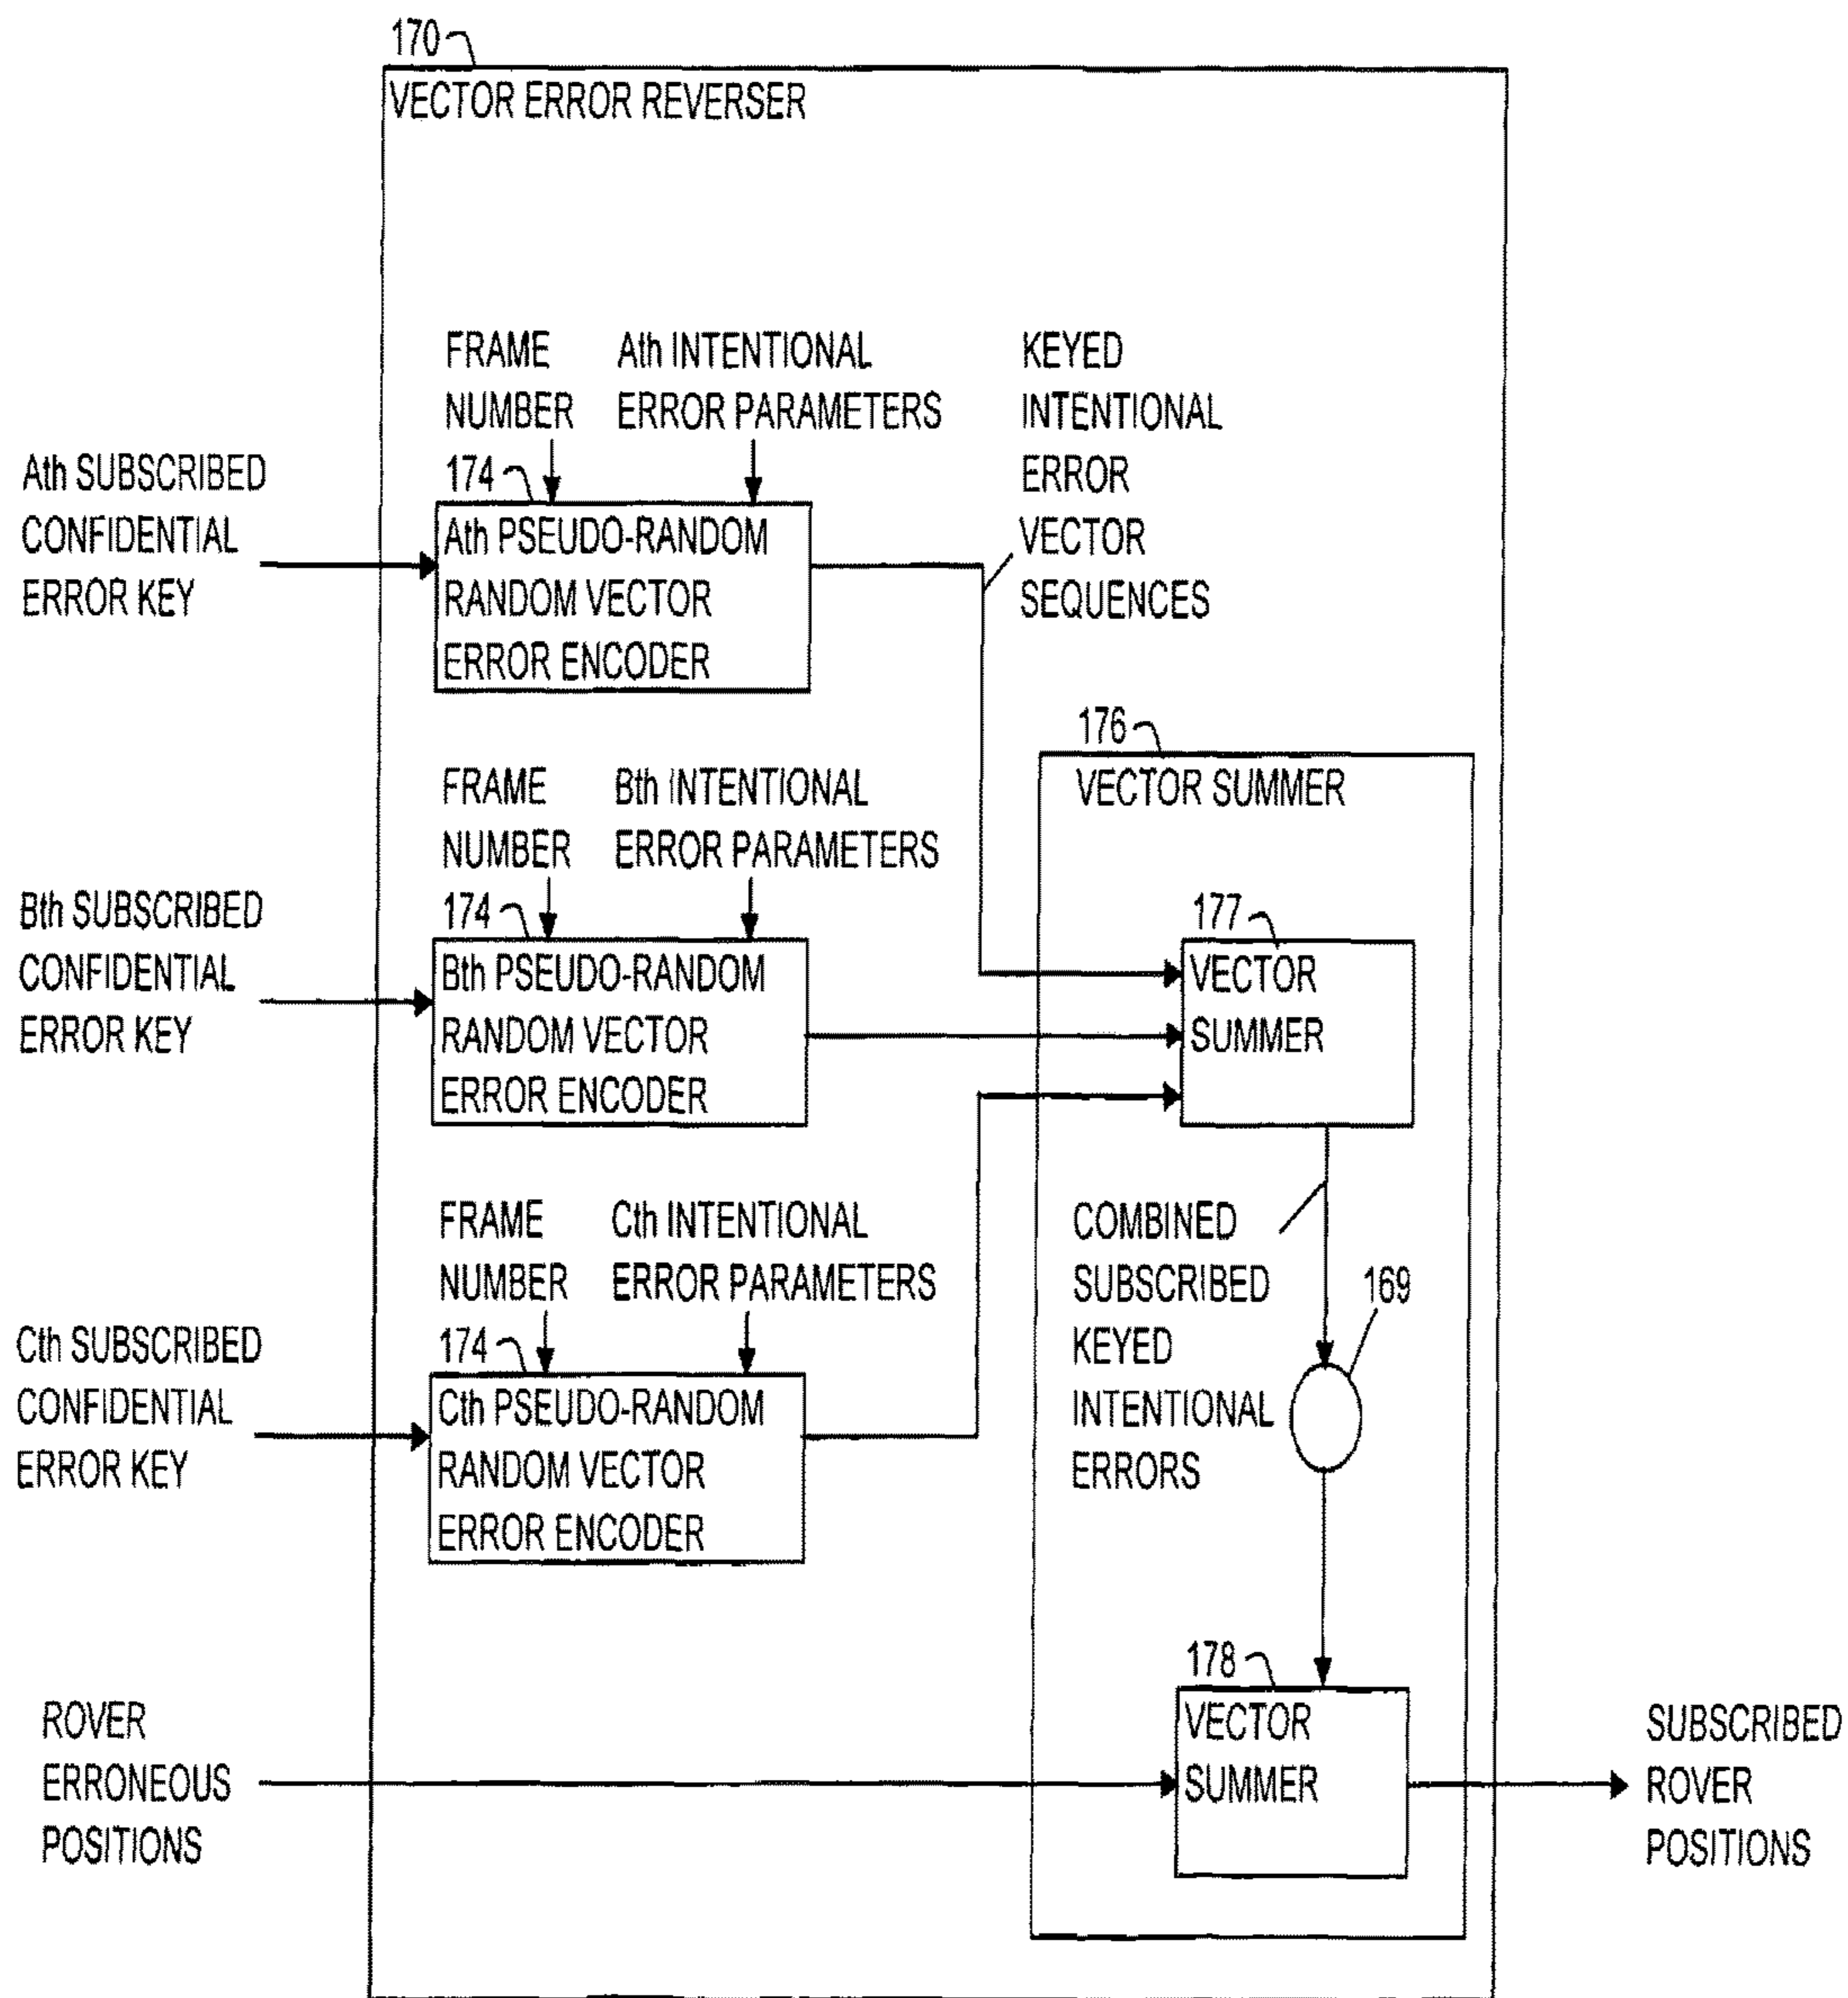 170
VECTOR ERROR REVERSER
FRAME
NUMBER
Ath INTENTIONAL
ERROR PARAMETERS
KEYED
INTENTIONAL
ERROR
VECTOR
SEQUENCES
Ath SUBSCRIBED
CONFIDENTIAL
ERROR KEY
174
Ath PSEUDO-RANDOM
RANDOM VECTOR
ERROR ENCODER
176
VECTOR SUMMER
FRAME
NUMBER
Bth INTENTIONAL
ERROR PARAMETERS
Bth SUBSCRIBED
CONFIDENTIAL
ERROR KEY
174
Bth PSEUDO-RANDOM
RANDOM VECTOR
ERROR ENCODER
177
VECTOR
SUMMER
FRAME
NUMBER
Cth INTENTIONAL
ERROR PARAMETERS
COMBINED
SUBSCRIBED
KEYED
INTENTIONAL
ERRORS
169
Cth SUBSCRIBED
CONFIDENTIAL
ERROR KEY
174
Cth PSEUDO-RANDOM
RANDOM VECTOR
ERROR ENCODER
ROVER
ERRONEOUS
POSITIONS
178
VECTOR
SUMMER
SUBSCRIBED
ROVER
POSITIONS